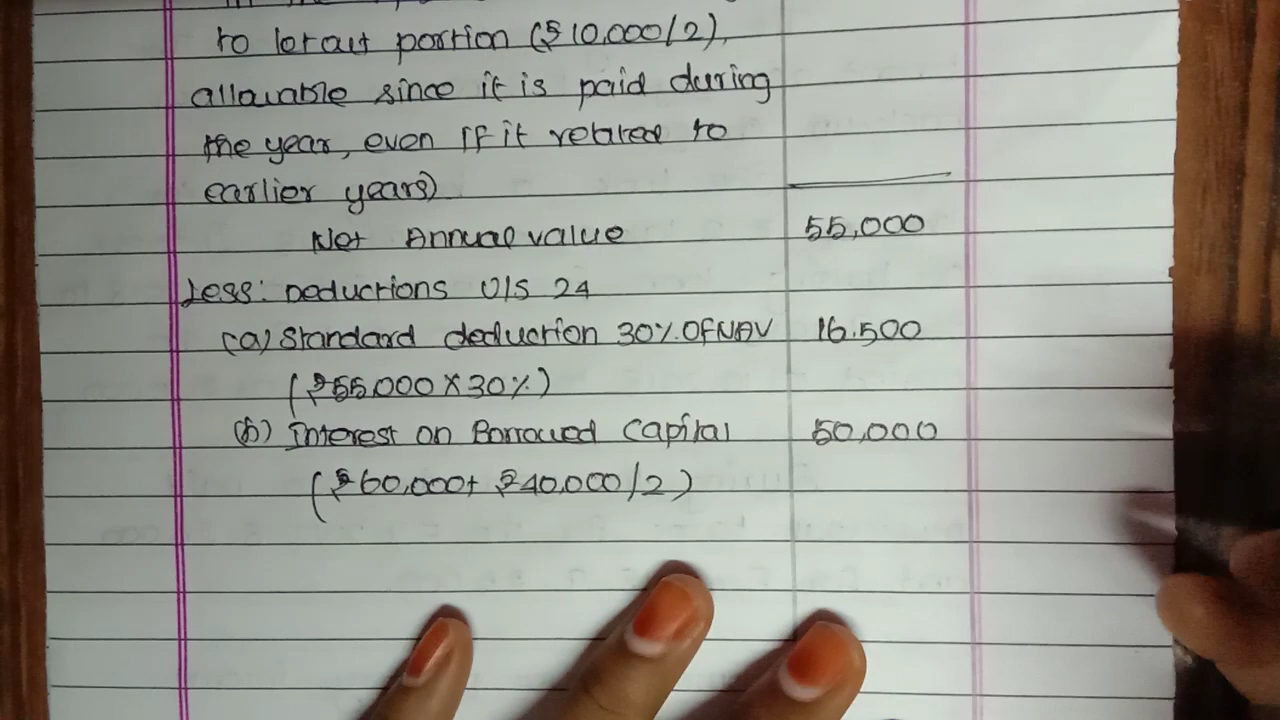 to letout portion (₹10,000/2),
allowable since it is paid during
the year, even if it related to
earlier years)
Net Annual value 55,000
Less: Deductions U/S 24
(a) Standard deduction 30% OF NAV 16.500
(₹55,000 X 30%)
(b) Interest on Borrowed Capital 50,000
(₹60,000+ ₹40,000/2)